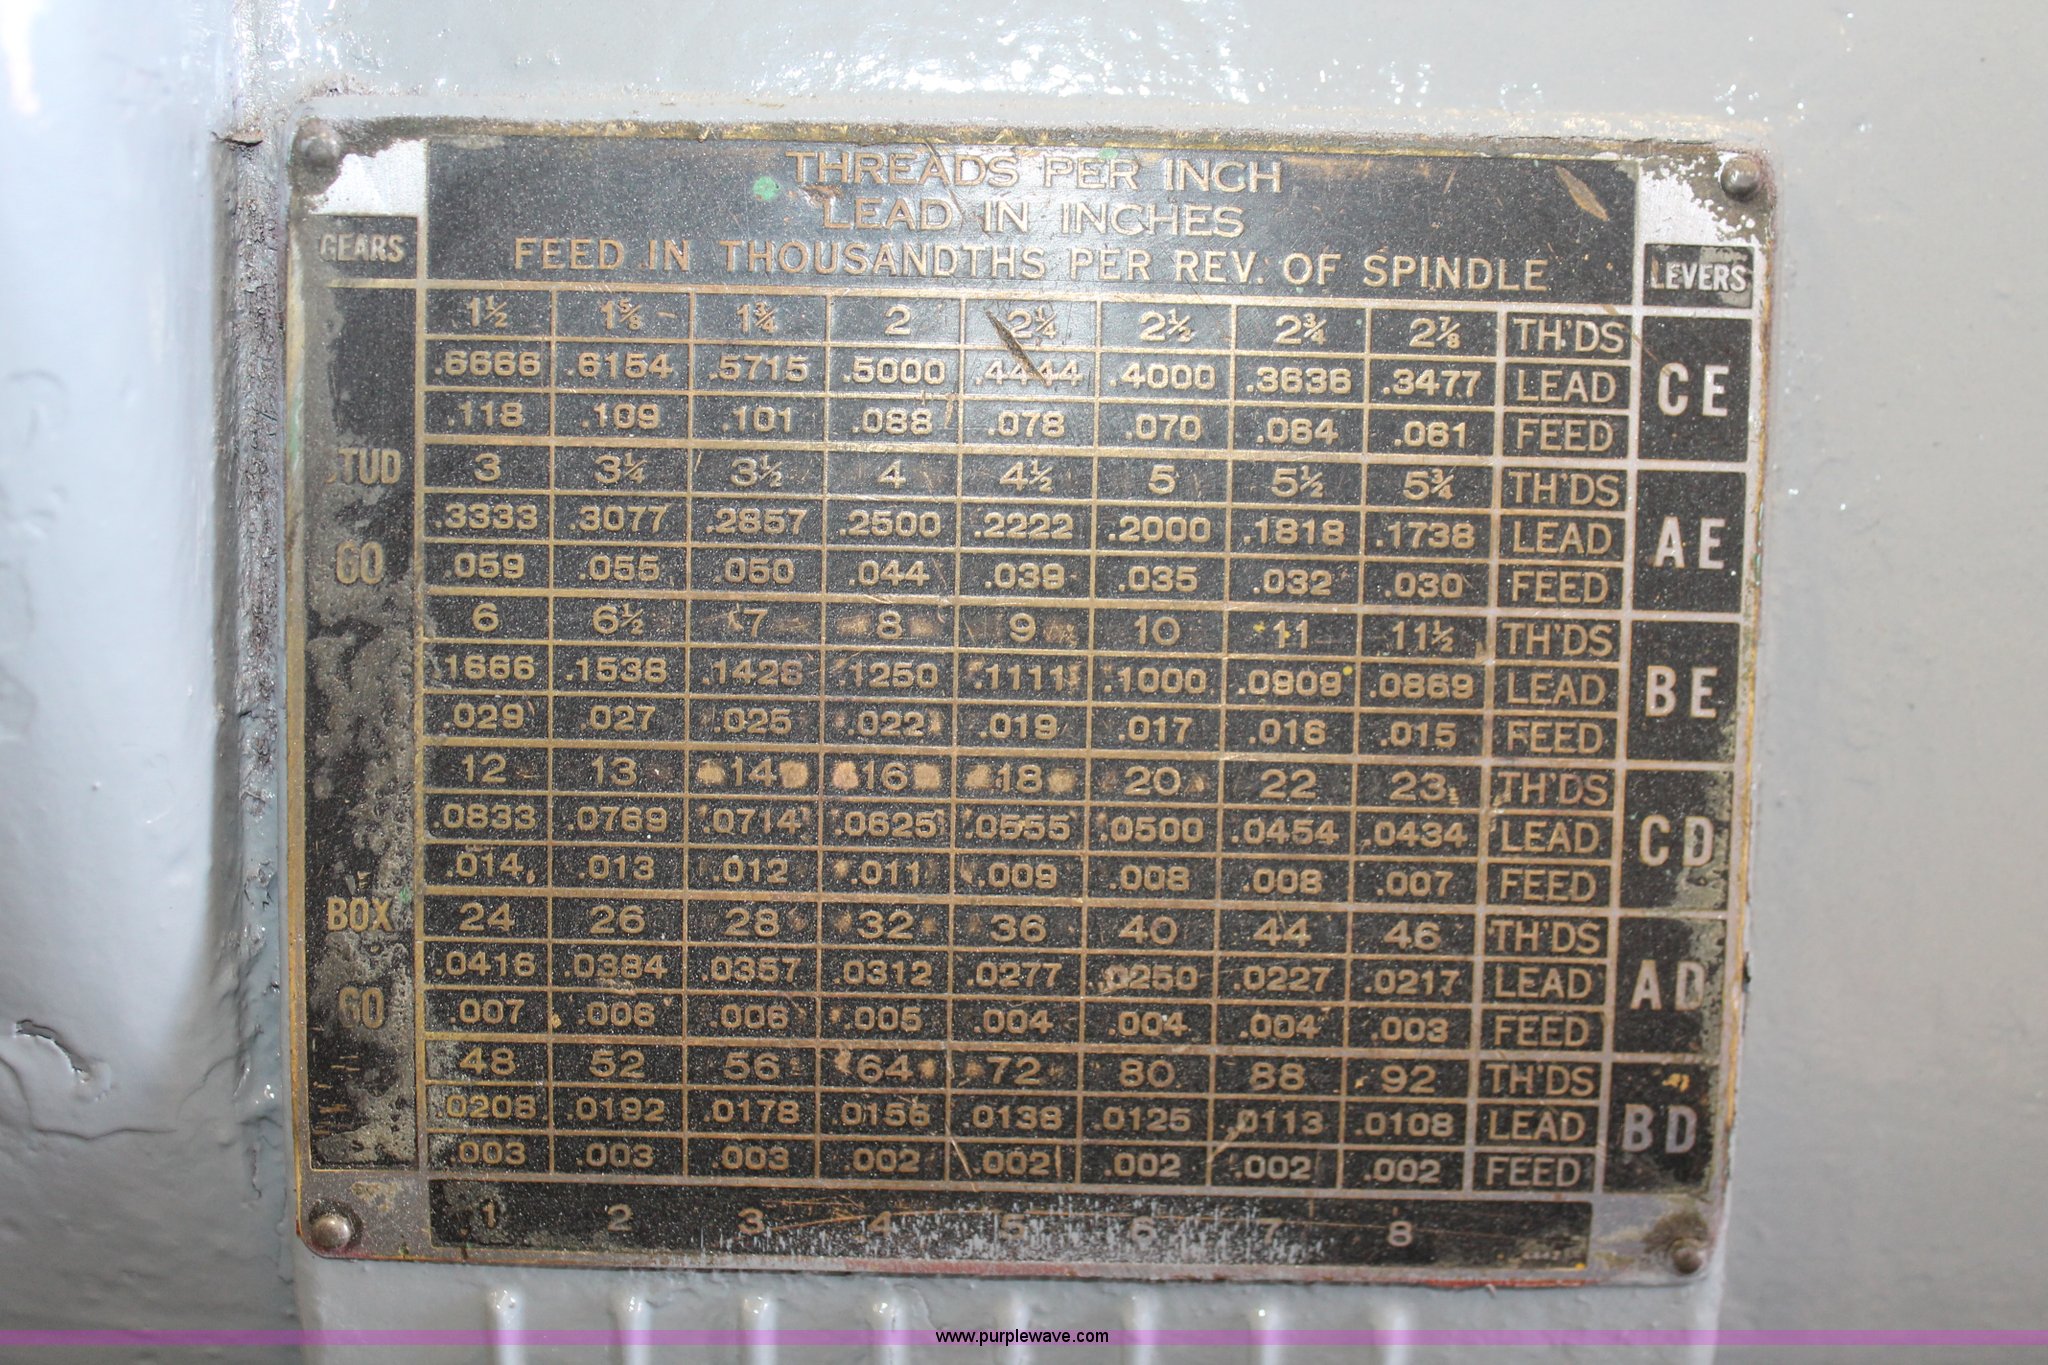 THREADS PER INCH
LEAD IN INCHES
FEED IN THOUSANDTHS PER REV. OF SPINDLE
GEARS
LEVERS
1½ 1⅝ 1¾ 2 2¼ 2½ 2¾ 2⅞ TH'DS
.6666 .6154 .5715 .5000 .4444 .4000 .3636 .3477 LEAD CE
.118 .109 .101 .088 .078 .070 .064 .061 FEED
STUD 3 3¼ 3½ 4 4½ 5 5½ 5¾ TH'DS
.3333 .3077 .2857 .2500 .2222 .2000 .1818 .1738 LEAD AE
60 .059 .055 .050 .044 .039 .035 .032 .030 FEED
6 6½ 7 8 9 10 11 11½ TH'DS
.1666 .1538 .1428 .1250 .1111 .1000 .0909 .0869 LEAD BE
.029 .027 .025 .022 .019 .017 .016 .015 FEED
12 13 14 16 18 20 22 23 TH'DS
.0833 .0769 .0714 .0625 .0555 .0500 .0454 .0434 LEAD CD
.014 .013 .012 .011 .009 .008 .008 .007 FEED
BOX 24 26 28 32 36 40 44 46 TH'DS
.0416 .0384 .0357 .0312 .0277 .0250 .0227 .0217 LEAD AD
60 .007 .006 .006 .005 .004 .004 .004 .003 FEED
48 52 56 64 72 80 88 92 TH'DS
.0208 .0192 .0178 .0156 .0138 .0125 .0113 .0108 LEAD BD
.003 .003 .003 .002 .002 .002 .002 .002 FEED
1 2 3 4 5 6 7 8
www.purplewave.com